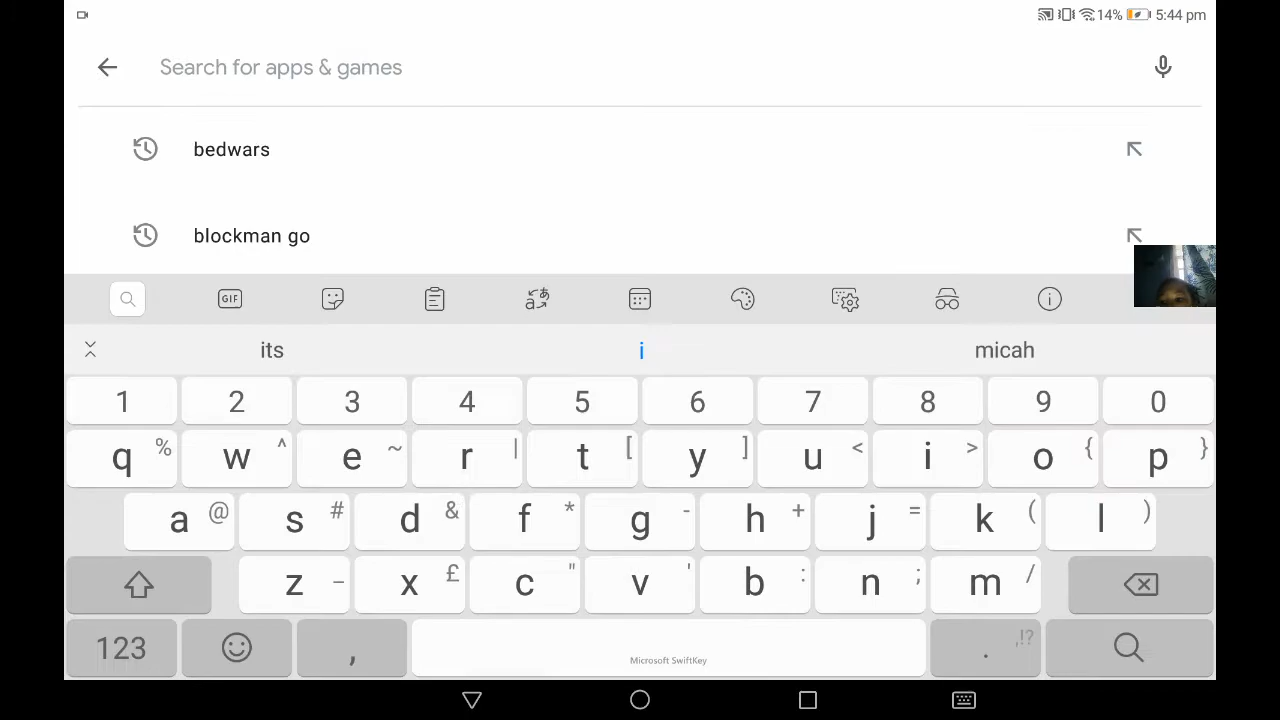 14% 5:44 pm
Search for apps & games
bedwars
blockman go
GIF
its i micah
1 2 3 4 5 6 7 8 9 0
q % w ^ e ~ r | t [ y ] u < i > o { p }
a @ s # d & f * g - h + j = k ( l )
z _ x £ c " v ' b : n ; m /
123 , Microsoft SwiftKey . ,!?